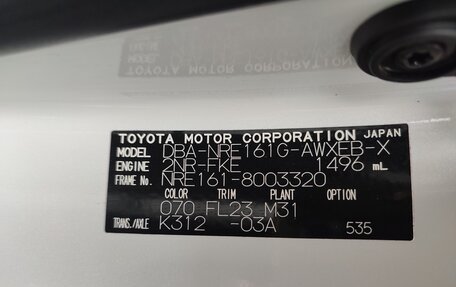 TOYOTA MOTOR CORPORATION JAPAN
MODEL DBA-NRE161G-AWXEB-X
ENGINE 2NR-FKE 1496 mL
FRAME No. NRE161-8003320
COLOR TRIM PLANT OPTION
070 FL23 M31
TRANS./AXLE K312 -03A 535